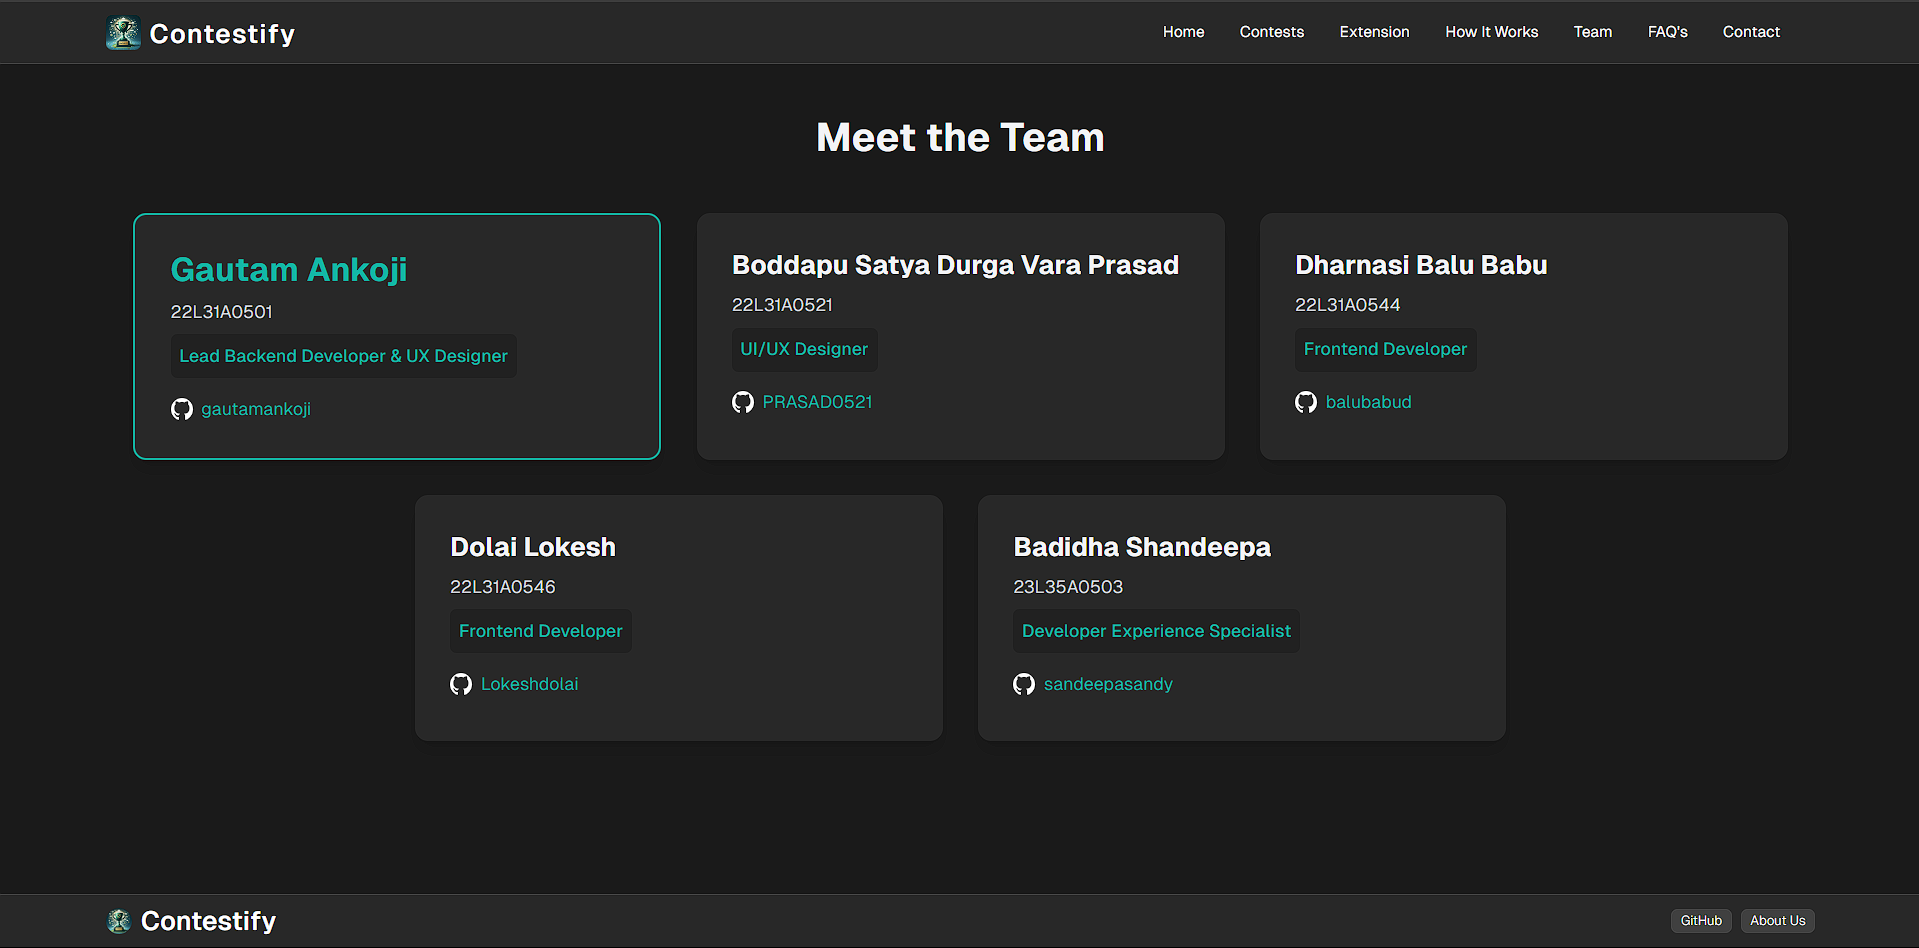 Contestify
Home Contests Extension How It Works Team FAQ's Contact
Meet the Team
Gautam Ankoji
22L31A0501
Lead Backend Developer & UX Designer
gautamankoji
Boddapu Satya Durga Vara Prasad
22L31A0521
UI/UX Designer
PRASAD0521
Dharnasi Balu Babu
22L31A0544
Frontend Developer
balubabud
Dolai Lokesh
22L31A0546
Frontend Developer
Lokeshdolai
Badidha Shandeepa
23L35A0503
Developer Experience Specialist
sandeepasandy
Contestify
GitHub About Us